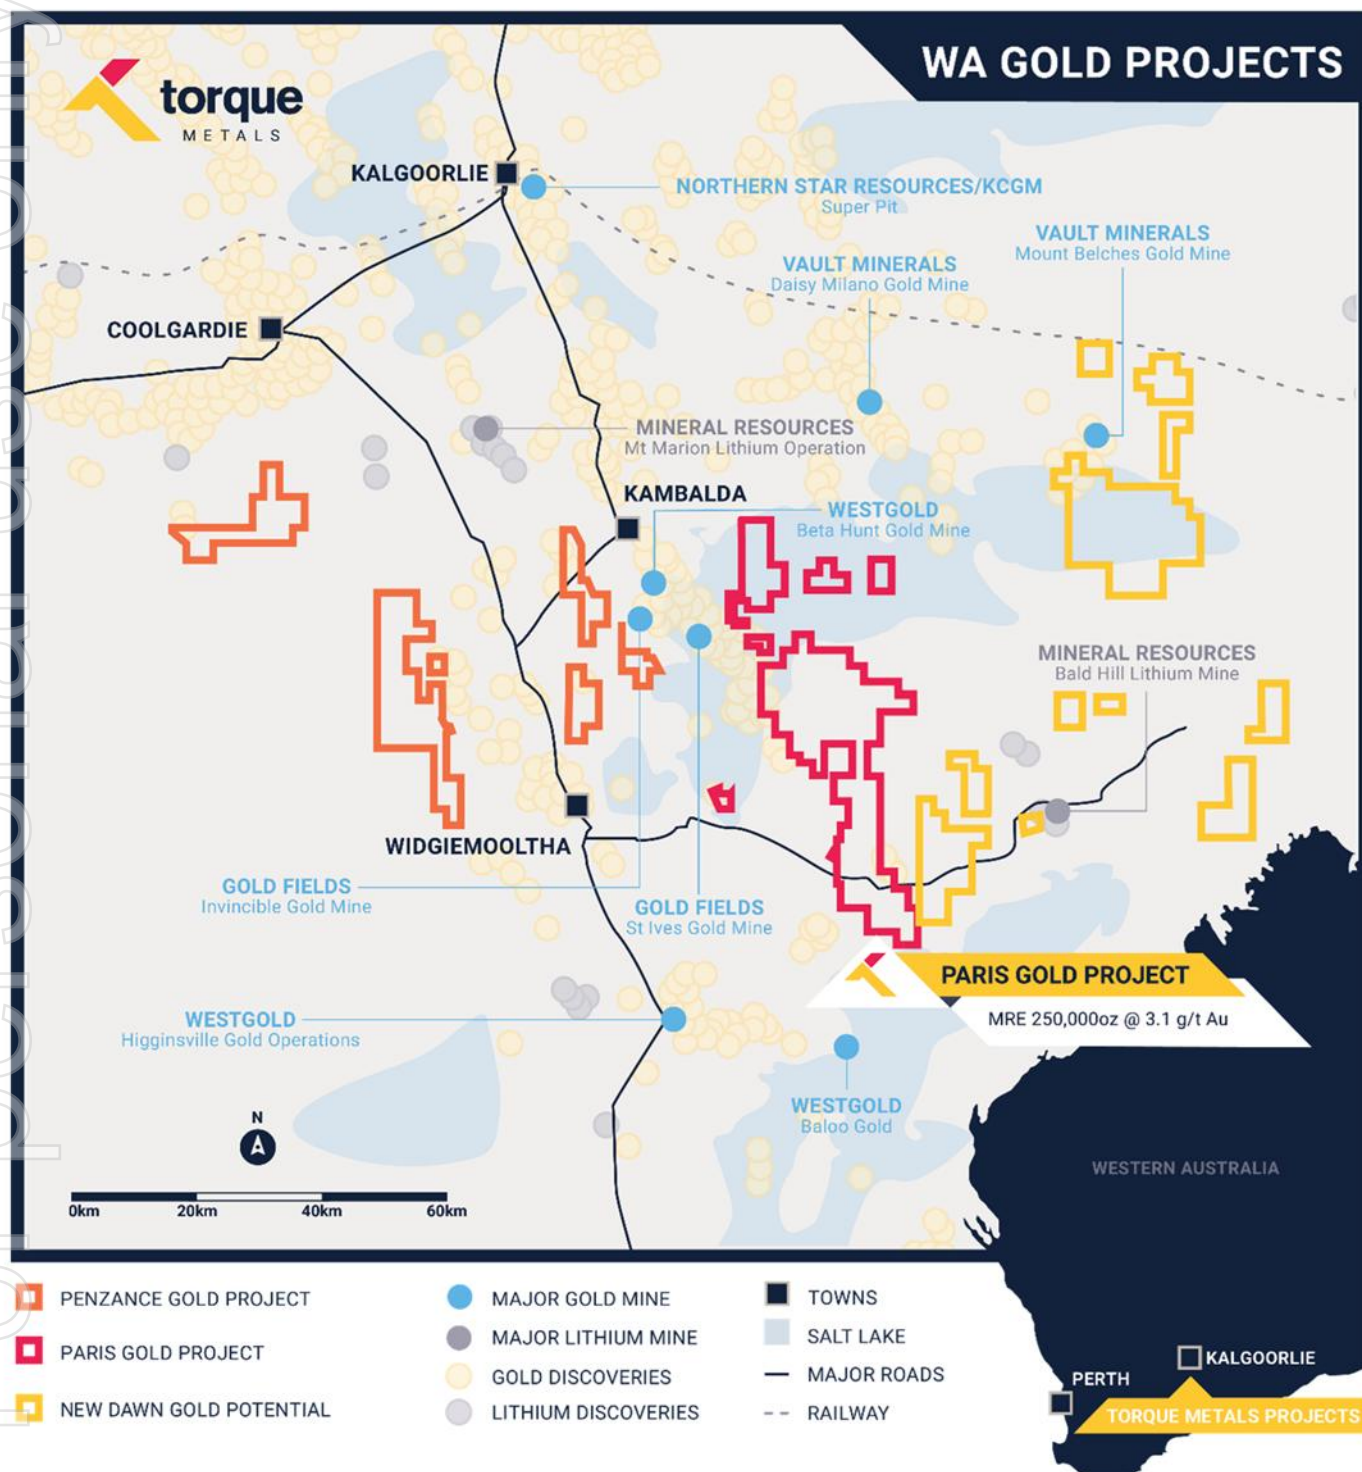 WA GOLD PROJECTS
torque
METALS
KALGOORLIE
NORTHERN STAR RESOURCES/KCGM
Super Pit
VAULT MINERALS
Mount Belches Gold Mine
VAULT MINERALS
Daisy Milano Gold Mine
COOLGARDIE
MINERAL RESOURCES
Mt Marion Lithium Operation
KAMBALDA
WESTGOLD
Beta Hunt Gold Mine
MINERAL RESOURCES
Bald Hill Lithium Mine
WIDGIEMOOLTHA
GOLD FIELDS
Invincible Gold Mine
GOLD FIELDS
St Ives Gold Mine
PARIS GOLD PROJECT
MRE 250,000oz @ 3.1 g/t Au
WESTGOLD
Higginsville Gold Operations
WESTGOLD
Baloo Gold
N
WESTERN AUSTRALIA
0km 20km 40km 60km
PENZANCE GOLD PROJECT
PARIS GOLD PROJECT
NEW DAWN GOLD POTENTIAL
MAJOR GOLD MINE
MAJOR LITHIUM MINE
GOLD DISCOVERIES
LITHIUM DISCOVERIES
TOWNS
SALT LAKE
MAJOR ROADS
RAILWAY
KALGOORLIE
PERTH
TORQUE METALS PROJECTS